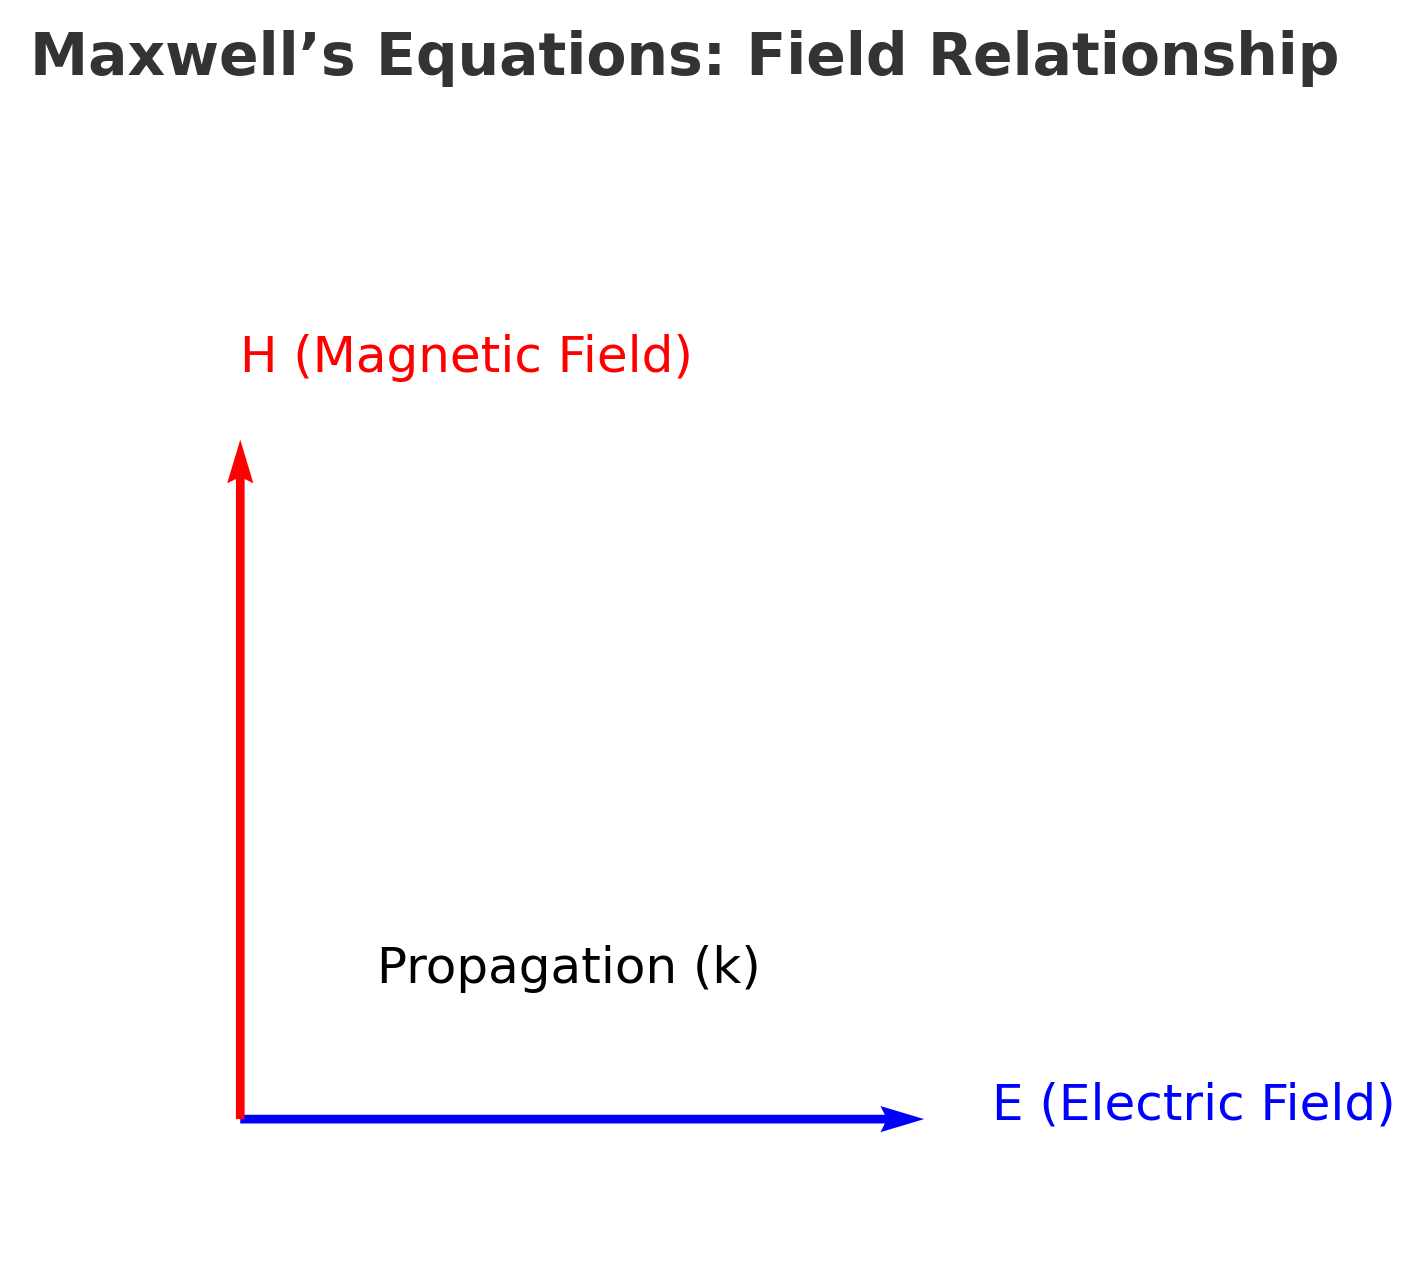 Maxwell’s Equations: Field Relationship
H (Magnetic Field)
Propagation (k)
E (Electric Field)